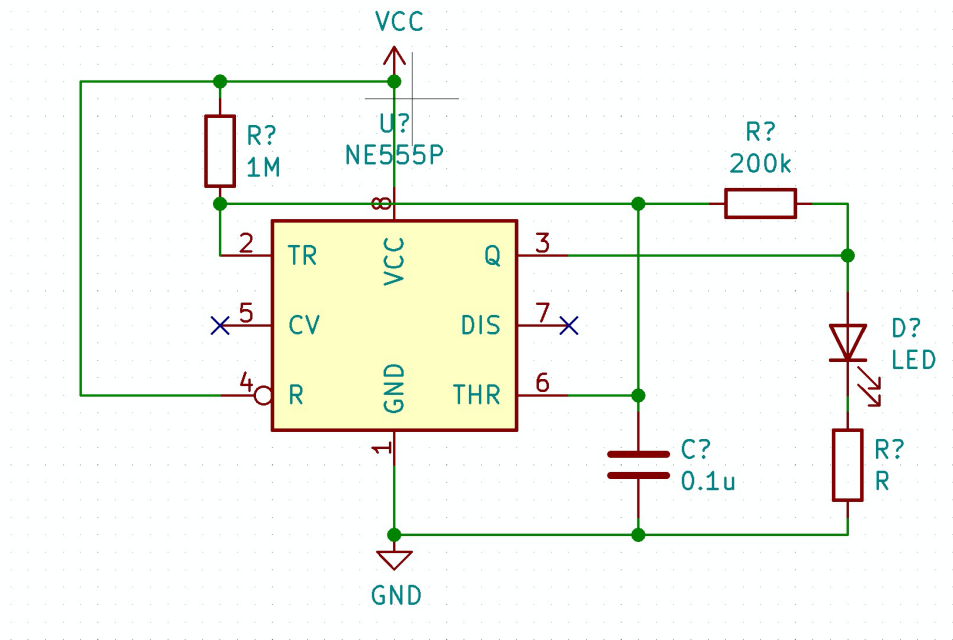 VCC
U?
NE555P
R?
1M
R?
200k
8
2
TR
VCC
Q
3
5
CV
DIS
7
4
R
GND
THR
6
1
D?
LED
C?
0.1u
R?
R
GND